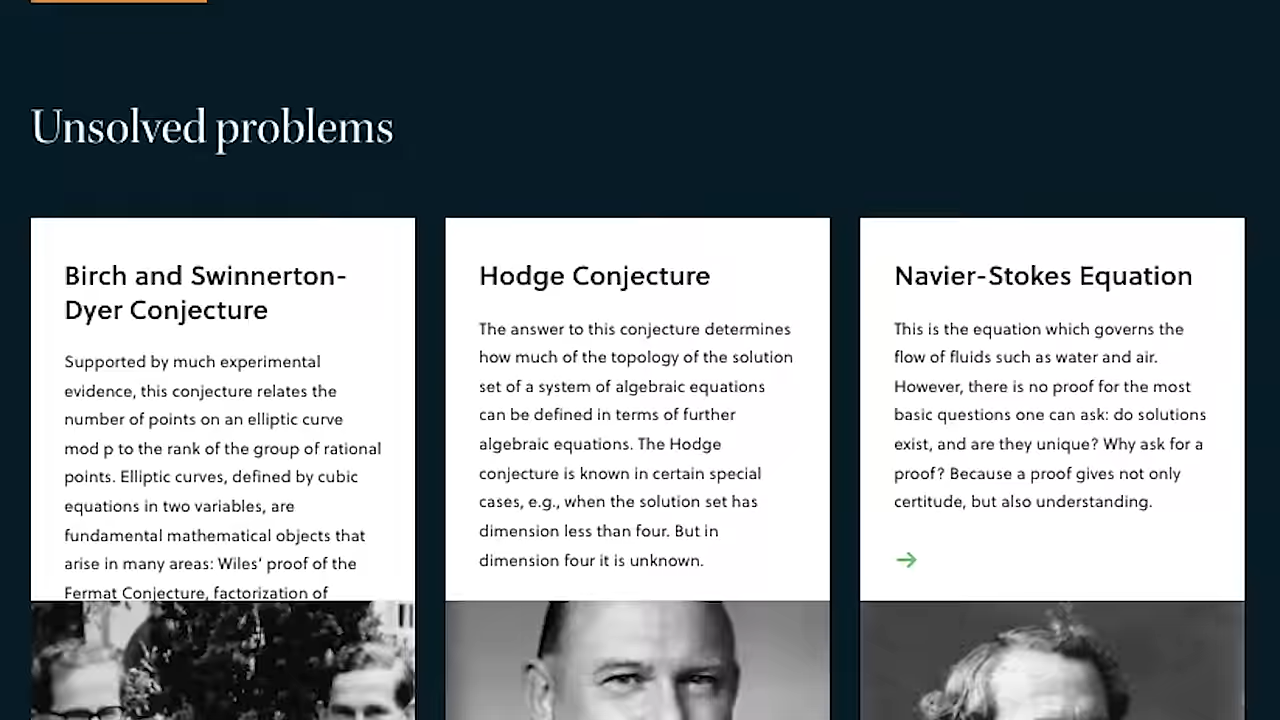 Unsolved problems
Birch and Swinnerton-
Dyer Conjecture
Supported by much experimental
evidence, this conjecture relates the
number of points on an elliptic curve
mod p to the rank of the group of rational
points. Elliptic curves, defined by cubic
equations in two variables, are
fundamental mathematical objects that
arise in many areas: Wiles’ proof of the
Fermat Conjecture, factorization of
Hodge Conjecture
The answer to this conjecture determines
how much of the topology of the solution
set of a system of algebraic equations
can be defined in terms of further
algebraic equations. The Hodge
conjecture is known in certain special
cases, e.g., when the solution set has
dimension less than four. But in
dimension four it is unknown.
Navier-Stokes Equation
This is the equation which governs the
flow of fluids such as water and air.
However, there is no proof for the most
basic questions one can ask: do solutions
exist, and are they unique? Why ask for a
proof? Because a proof gives not only
certitude, but also understanding.